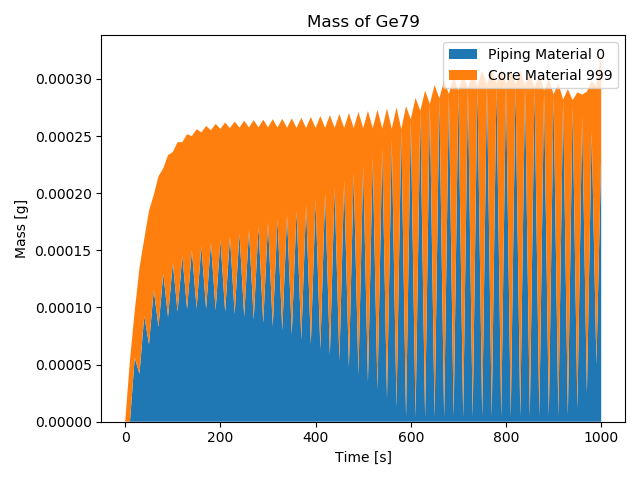 Mass of Ge79
Piping Material 0
Core Material 999
Mass [g]
0.00030
0.00025
0.00020
0.00015
0.00010
0.00005
0.00000
0
200
400
600
800
1000
Time [s]